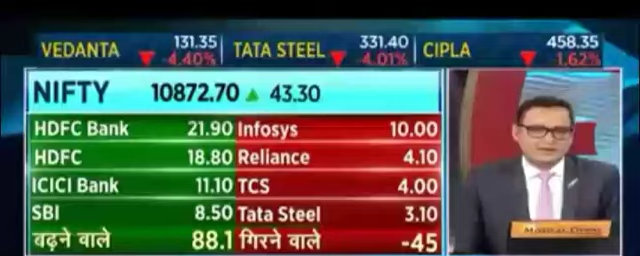 VEDANTA 131.35 ▼ -4.40% TATA STEEL 331.40 ▼ -4.01% CIPLA 458.35 ▼ 1.62%
NIFTY 10872.70 ▲ 43.30
HDFC Bank 21.90 Infosys 10.00
HDFC 18.80 Reliance 4.10
ICICI Bank 11.10 TCS 4.00
SBI 8.50 Tata Steel 3.10
बढ़ने वाले 88.1 गिरने वाले -45